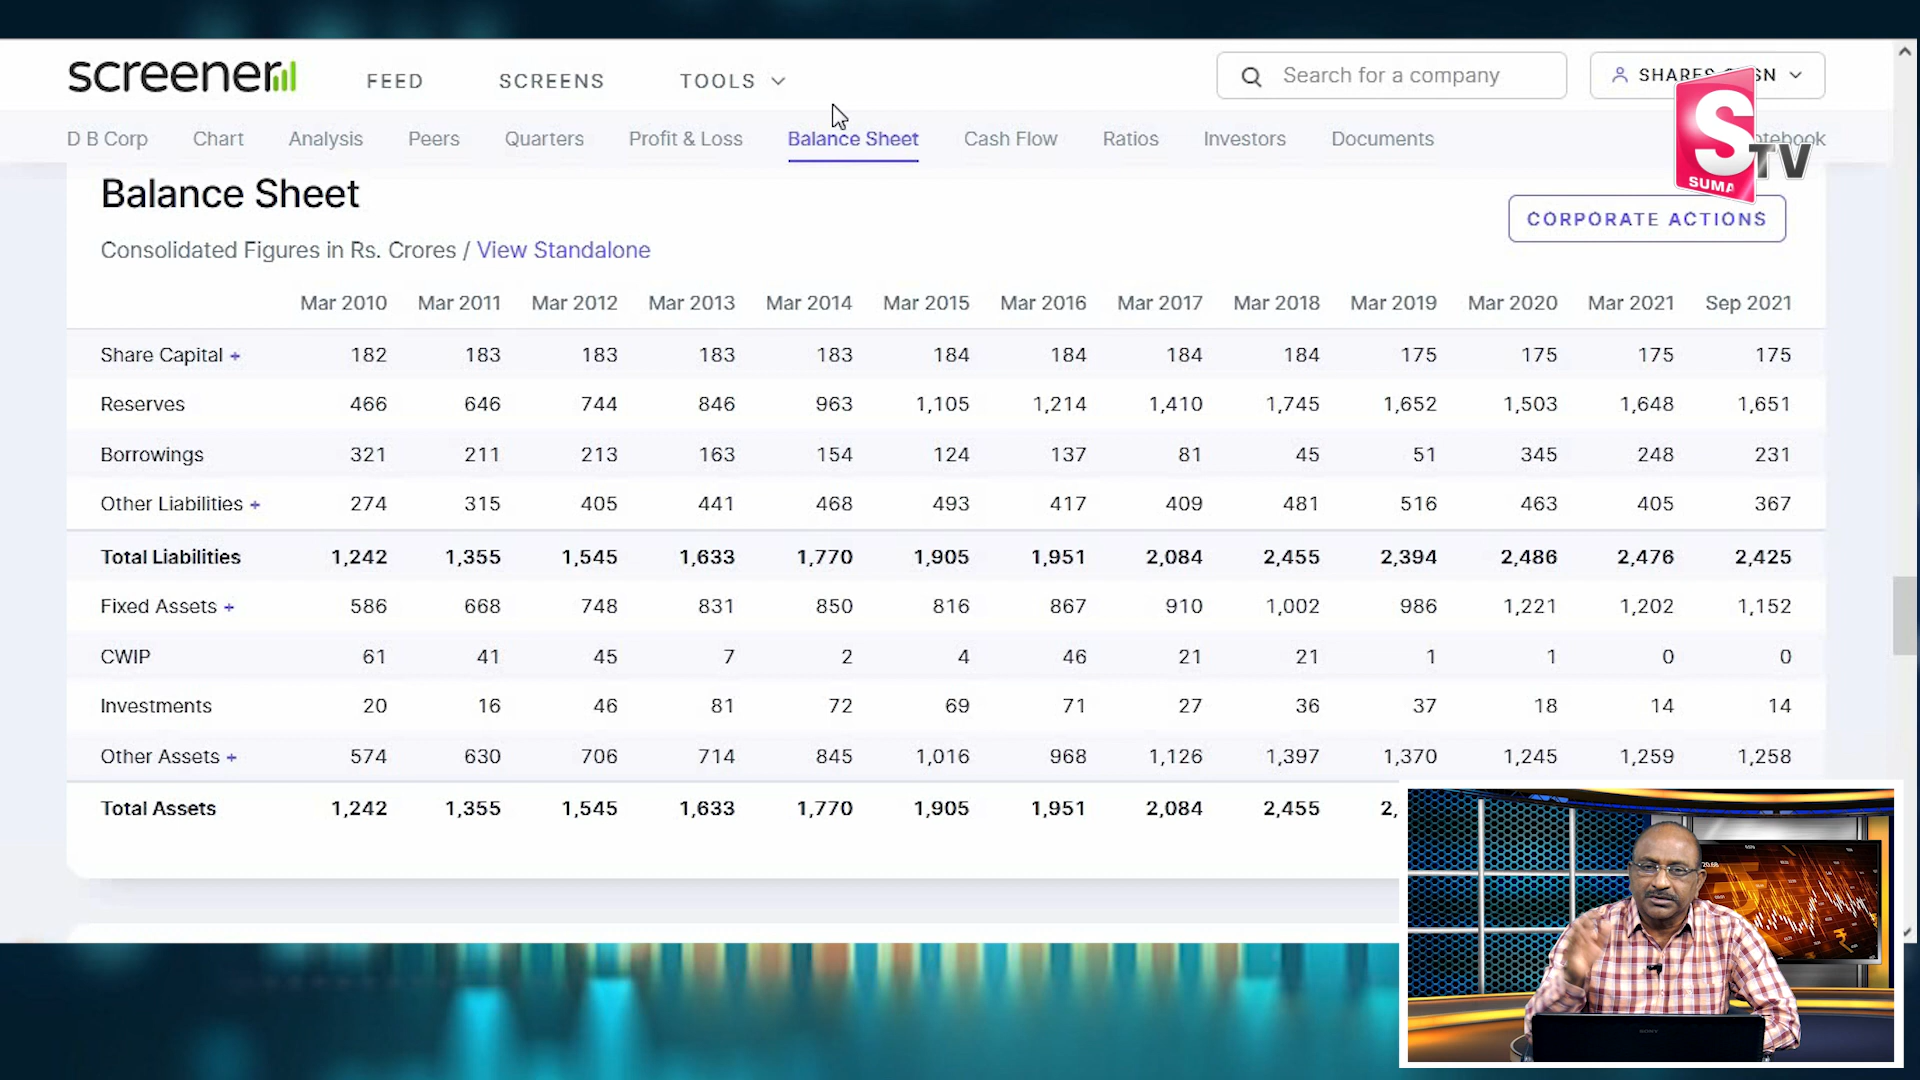 screener FEED SCREENS TOOLS Search for a company
S TV
SUMAN
D B Corp Chart Analysis Peers Quarters Profit & Loss Balance Sheet Cash Flow Ratios Investors Documents
Balance Sheet
CORPORATE ACTIONS
Consolidated Figures in Rs. Crores / View Standalone
Mar 2010 Mar 2011 Mar 2012 Mar 2013 Mar 2014 Mar 2015 Mar 2016 Mar 2017 Mar 2018 Mar 2019 Mar 2020 Mar 2021 Sep 2021
Share Capital + 182 183 183 183 183 184 184 184 184 175 175 175 175
Reserves 466 646 744 846 963 1,105 1,214 1,410 1,745 1,652 1,503 1,648 1,651
Borrowings 321 211 213 163 154 124 137 81 45 51 345 248 231
Other Liabilities + 274 315 405 441 468 493 417 409 481 516 463 405 367
Total Liabilities 1,242 1,355 1,545 1,633 1,770 1,905 1,951 2,084 2,455 2,394 2,486 2,476 2,425
Fixed Assets + 586 668 748 831 850 816 867 910 1,002 986 1,221 1,202 1,152
CWIP 61 41 45 7 2 4 46 21 21 1 1 0 0
Investments 20 16 46 81 72 69 71 27 36 37 18 14 14
Other Assets + 574 630 706 714 845 1,016 968 1,126 1,397 1,370 1,245 1,259 1,258
Total Assets 1,242 1,355 1,545 1,633 1,770 1,905 1,951 2,084 2,455 2,
SONY